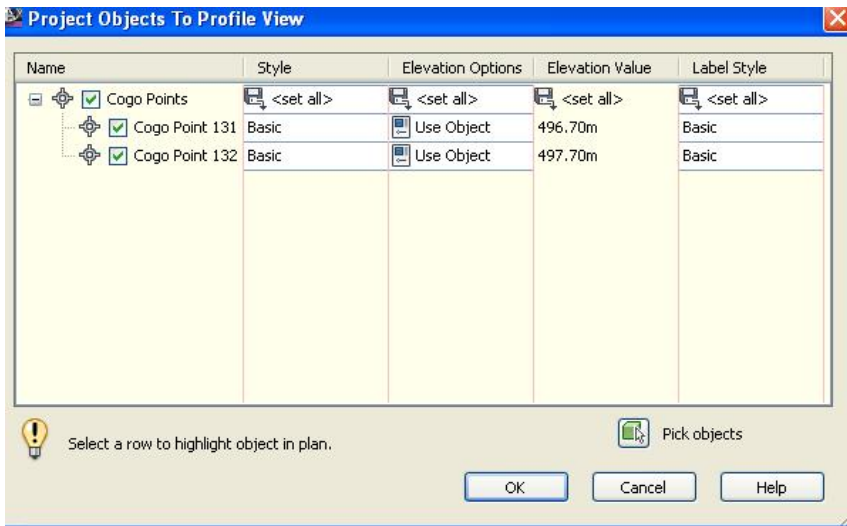 Project Objects To Profile View
Name Style Elevation Options Elevation Value Label Style
Cogo Points <set all> <set all> <set all> <set all>
Cogo Point 131 Basic Use Object 496.70m Basic
Cogo Point 132 Basic Use Object 497.70m Basic
Select a row to highlight object in plan. Pick objects
OK Cancel Help